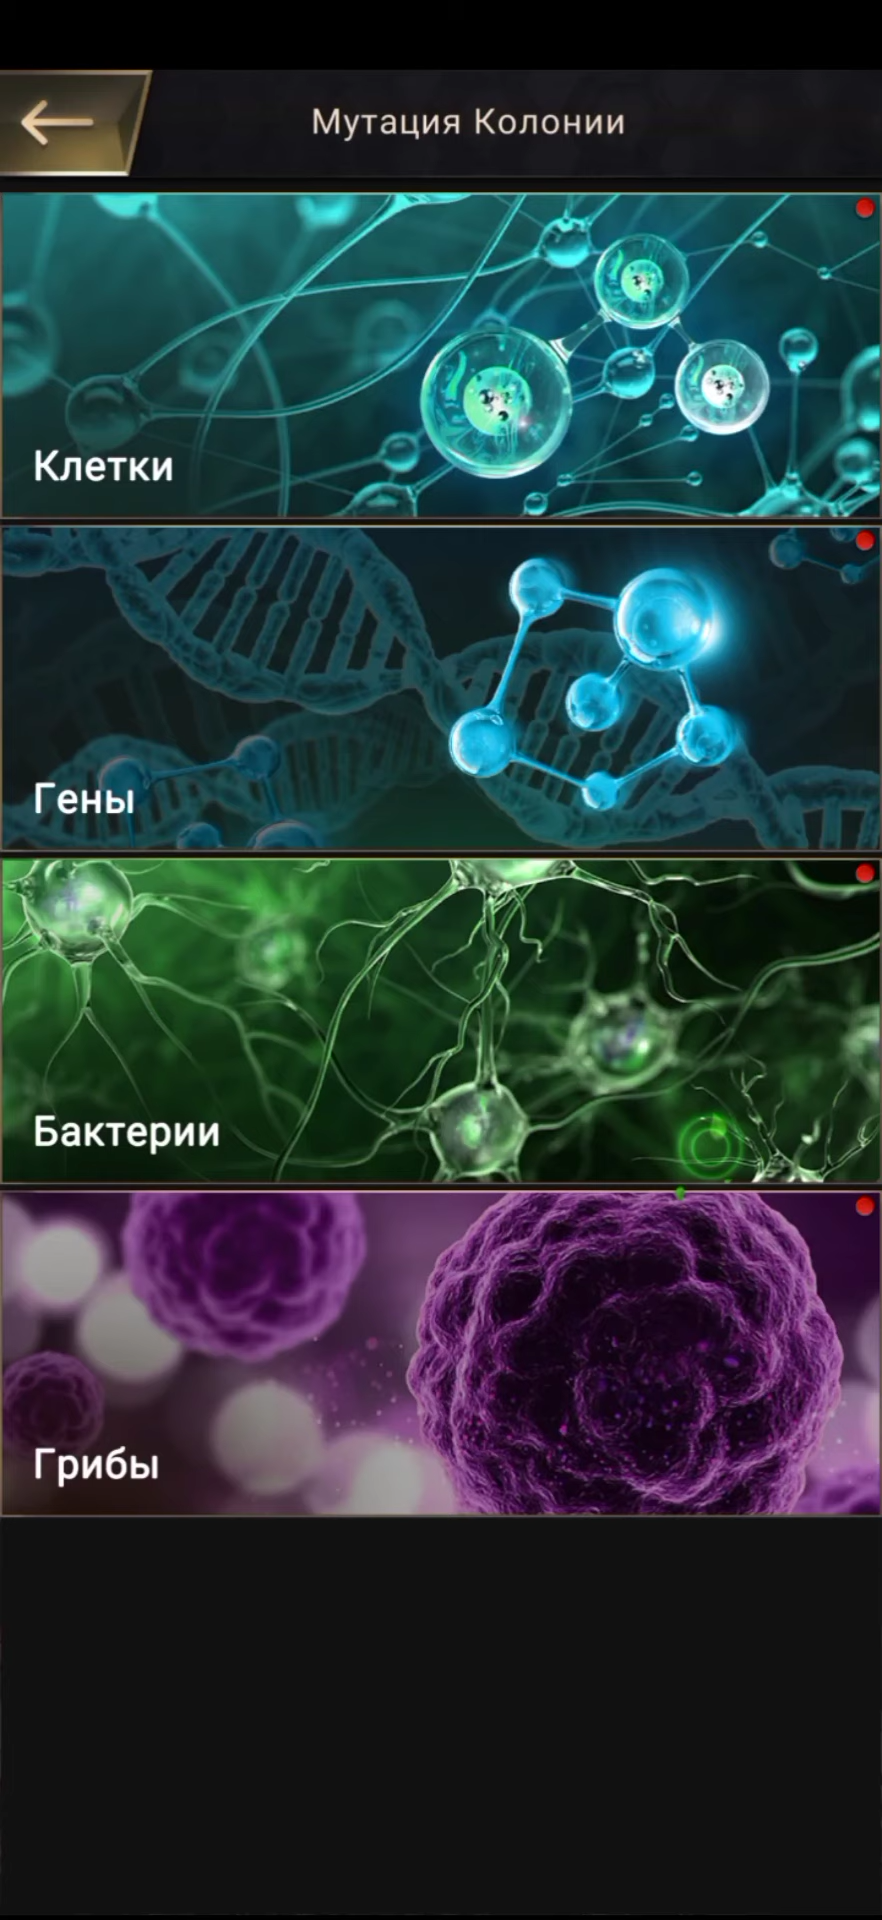 Мутация Колонии
Клетки
Гены
Бактерии
Грибы